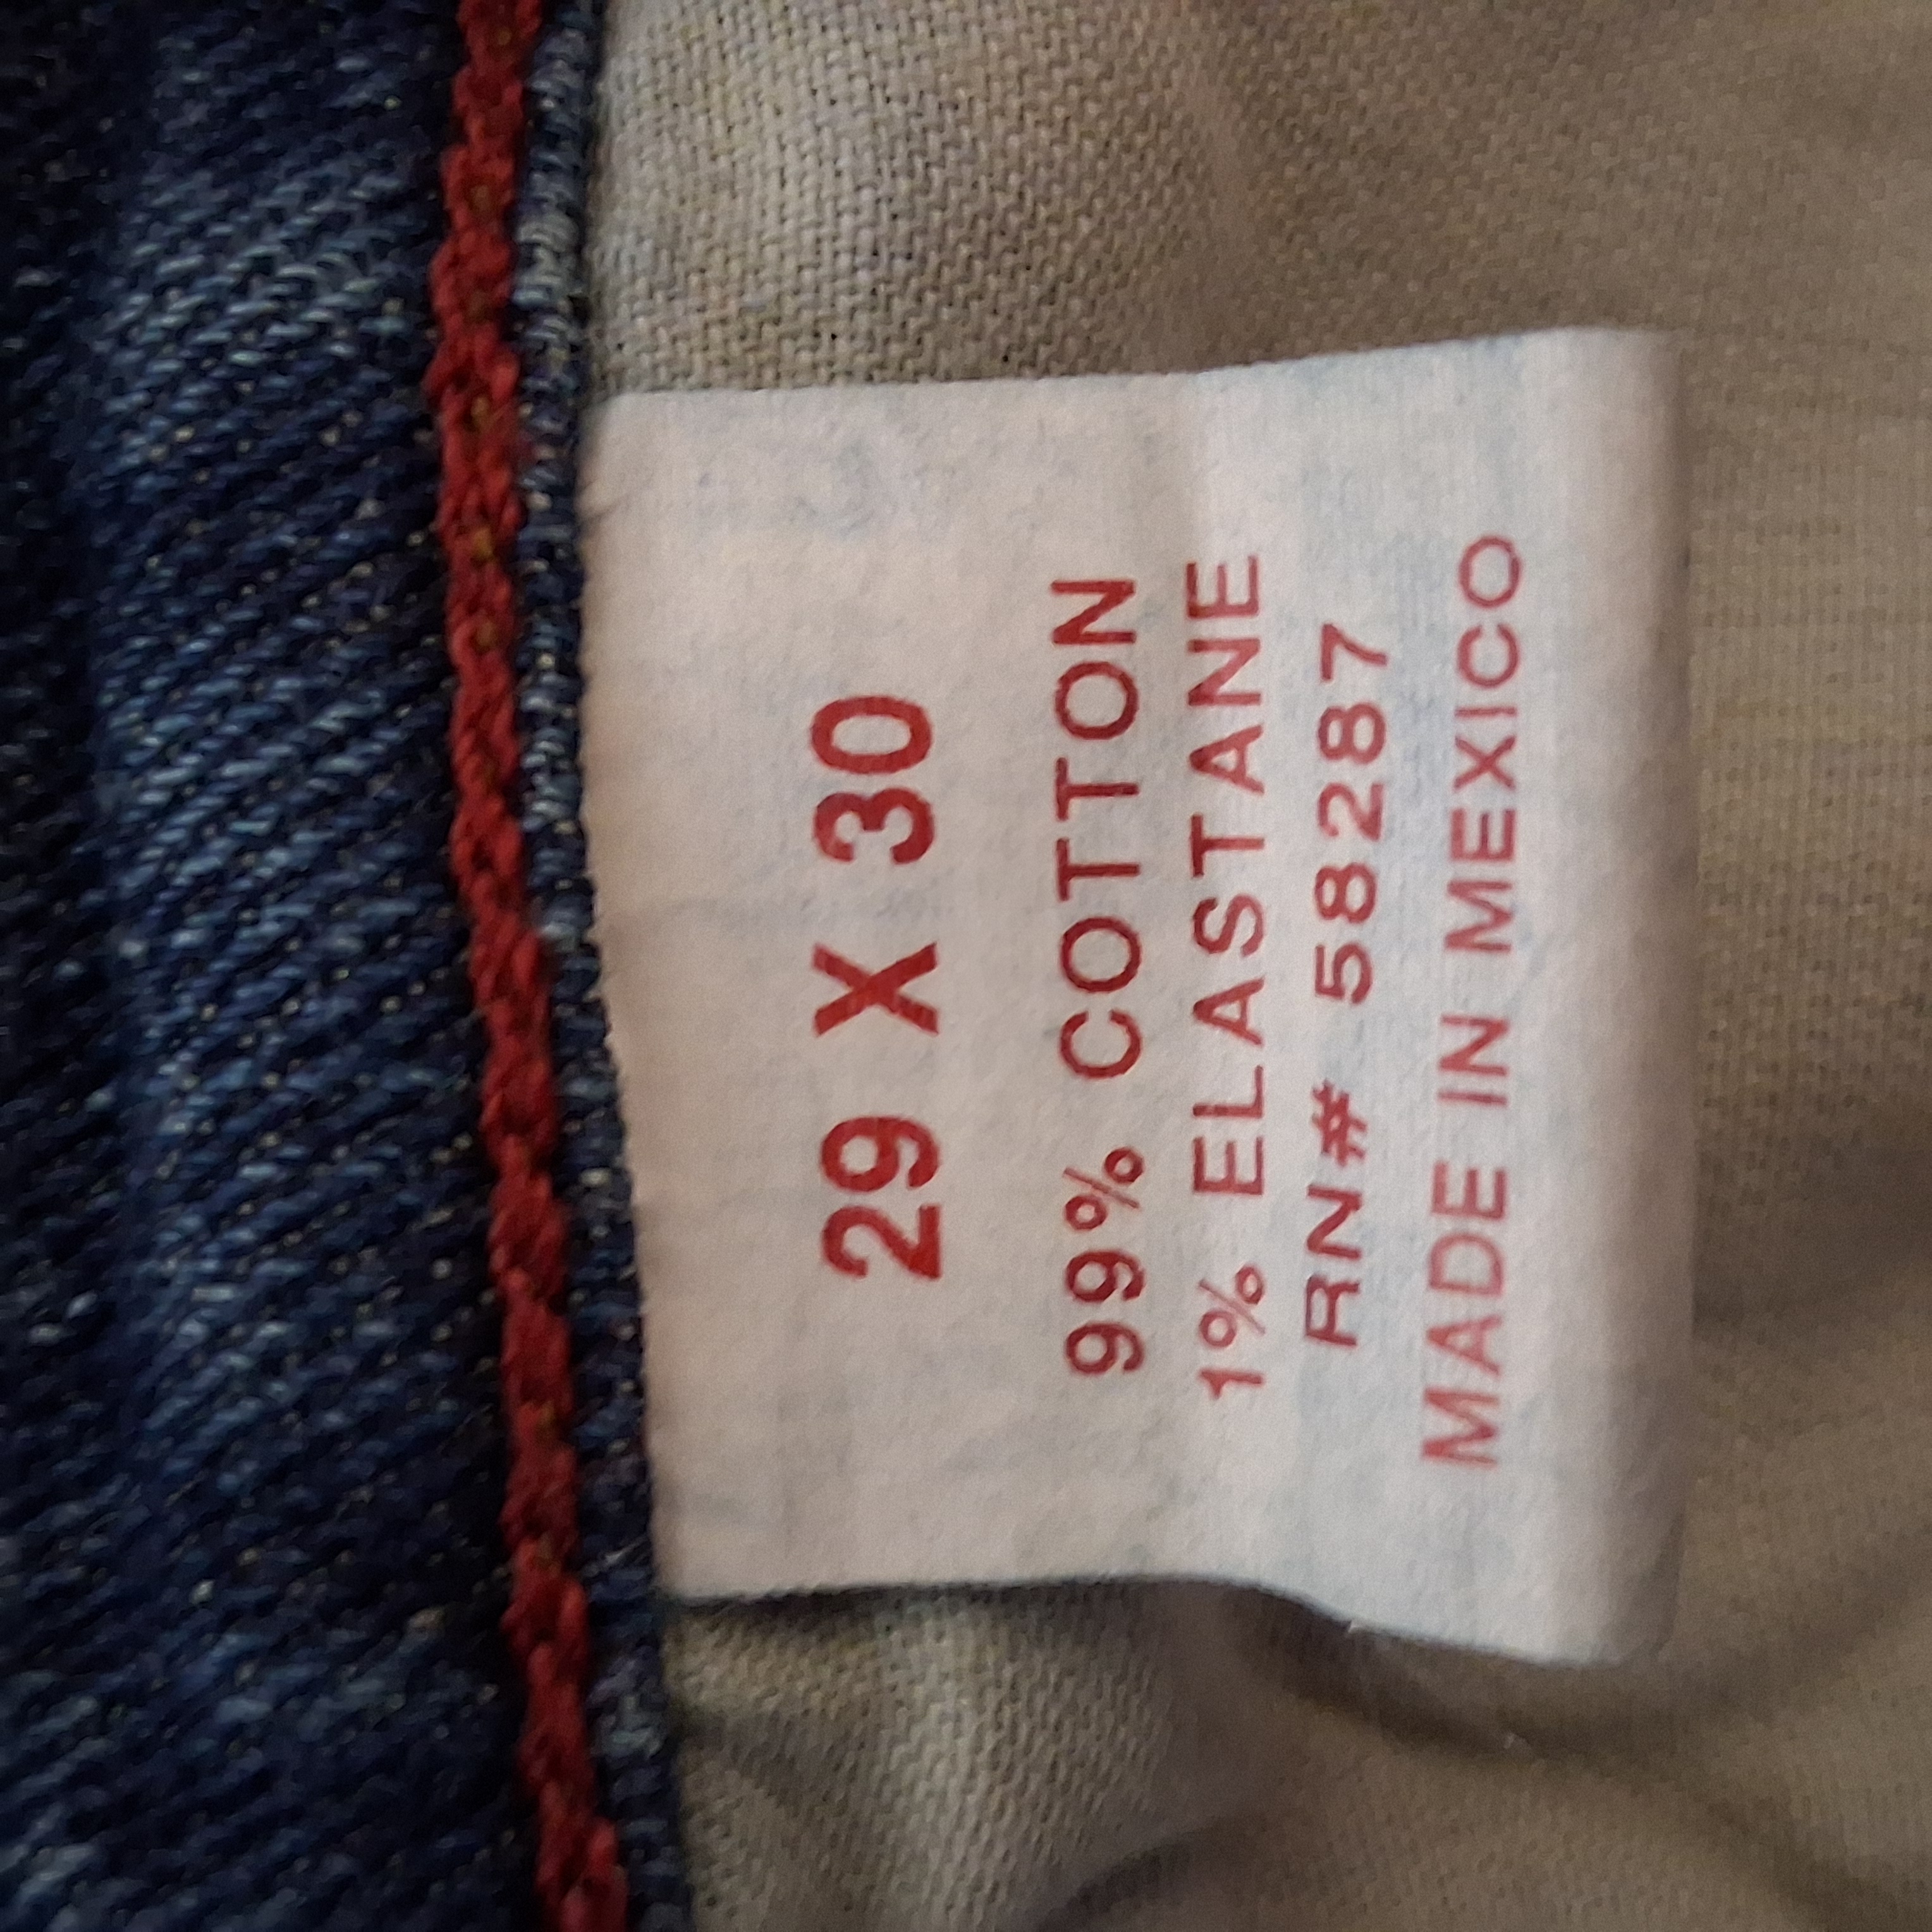 29 X 30
99% COTTON
1% ELASTANE
RN# 58287
MADE IN MEXICO